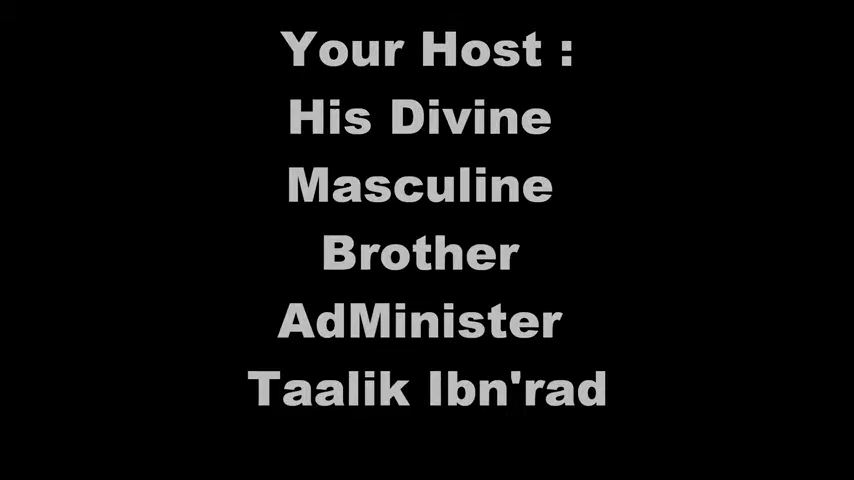 Your Host :
His Divine
Masculine
Brother
AdMinister
Taalik Ibn'rad